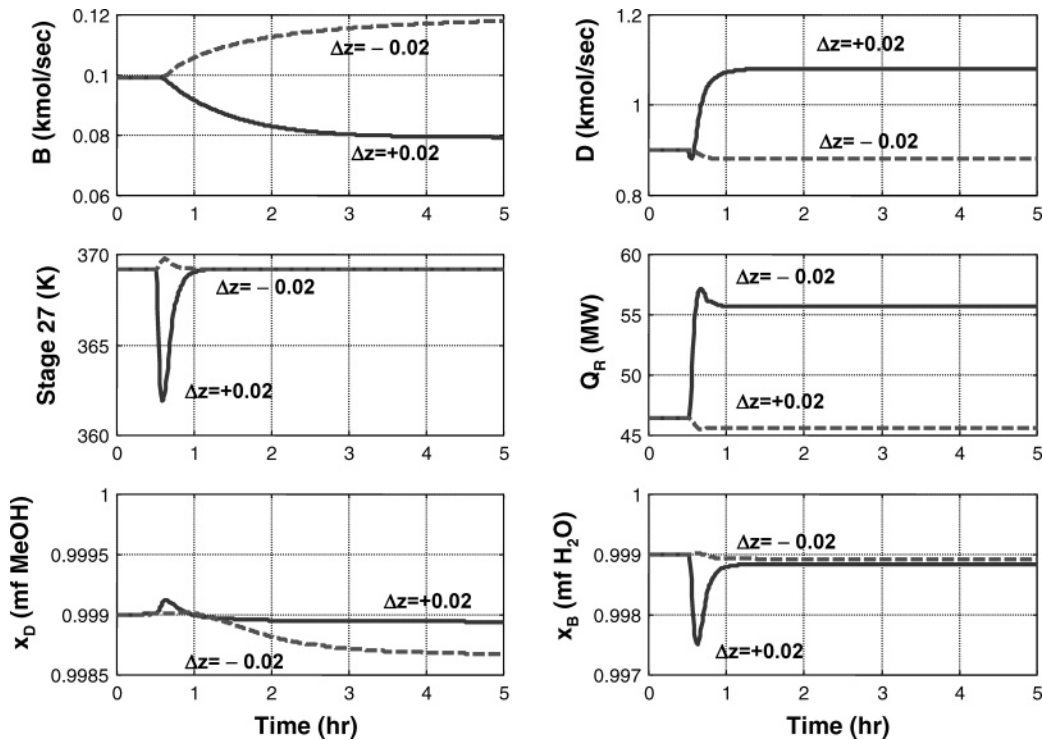 B (kmol/sec)
0.12
0.1
0.08
0.06
Δz= − 0.02
Δz=+0.02
0 1 2 3 4 5
D (kmol/sec)
1.2
1
0.8
Δz=+0.02
Δz= − 0.02
0 1 2 3 4 5
Stage 27 (K)
370
365
360
Δz= − 0.02
Δz=+0.02
0 1 2 3 4 5
Q_R (MW)
60
55
50
45
Δz= − 0.02
Δz=+0.02
0 1 2 3 4 5
x_D (mf MeOH)
1
0.9995
0.999
0.9985
Δz=+0.02
Δz= − 0.02
0 1 2 3 4 5
Time (hr)
x_B (mf H₂O)
1
0.999
0.998
0.997
Δz= − 0.02
Δz=+0.02
0 1 2 3 4 5
Time (hr)